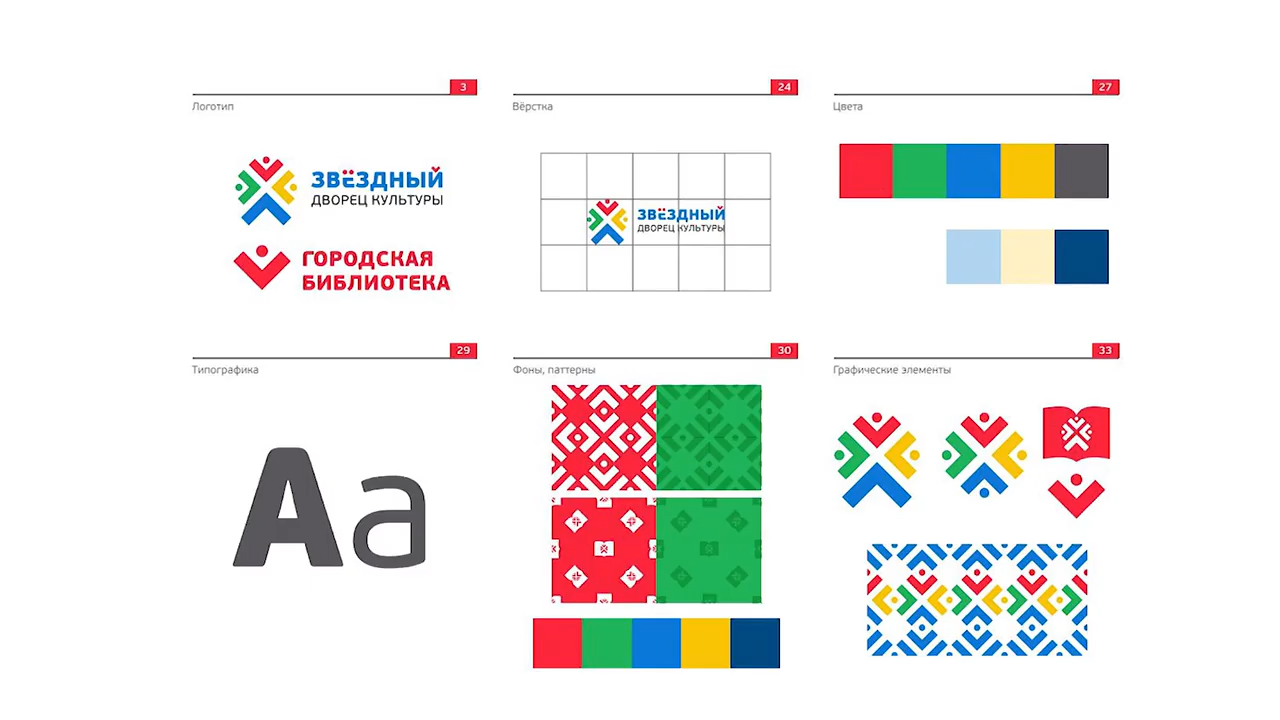 3
Логотип
ЗВЁЗДНЫЙ
ДВОРЕЦ КУЛЬТУРЫ
ГОРОДСКАЯ
БИБЛИОТЕКА
24
Вёрстка
ЗВЁЗДНЫЙ
ДВОРЕЦ КУЛЬТУРЫ
27
Цвета
29
Типографика
Aa
30
Фоны, паттерны
33
Графические элементы